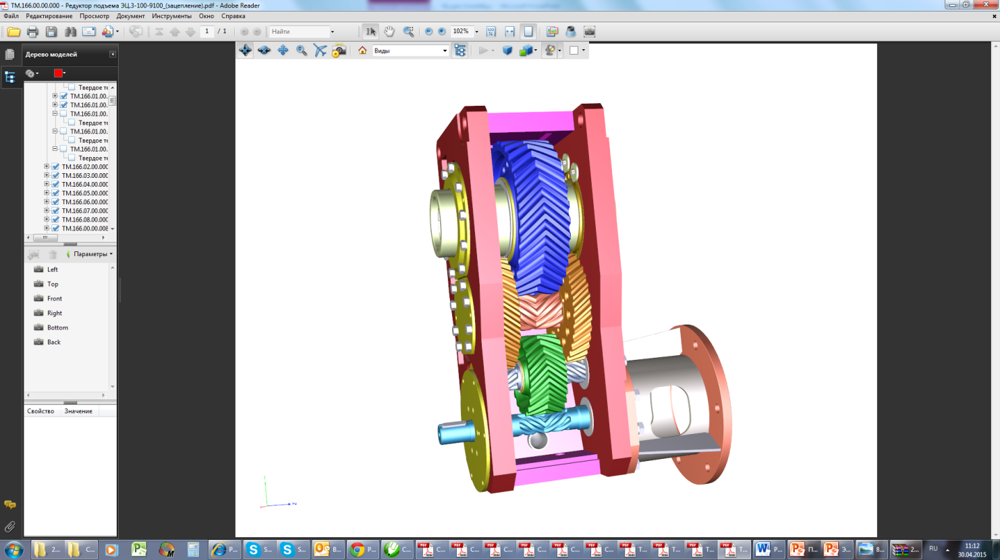 ТМ.166.00.00.000 - Редуктор подъема ЭЦ.3-100-9100_(зацепление).pdf - Adobe Reader
Файл Редактирование Просмотр Документ Инструменты Окно Справка
1 / 1 Найти 102%
Виды
Дерево моделей
Твердое те
ТМ.166.01.00.
ТМ.166.01.00.
ТМ.166.01.00.
Твердое те
ТМ.166.01.00.
Твердое те
ТМ.166.01.00.
Твердое те
ТМ.166.02.00.000
ТМ.166.03.00.000
ТМ.166.04.00.000
ТМ.166.05.00.000
ТМ.166.06.00.000
ТМ.166.07.00.000
ТМ.166.08.00.000
ТМ.166.00.00.008
Параметры
Left
Top
Front
Right
Bottom
Back
Свойство Значение
Z
2... С... P... S... S... В... Р... С... С... С... С... С... С... С... Т... Т... Т... Т... Р... П... Э... 8... 2... RU 11:12
30.04.2015